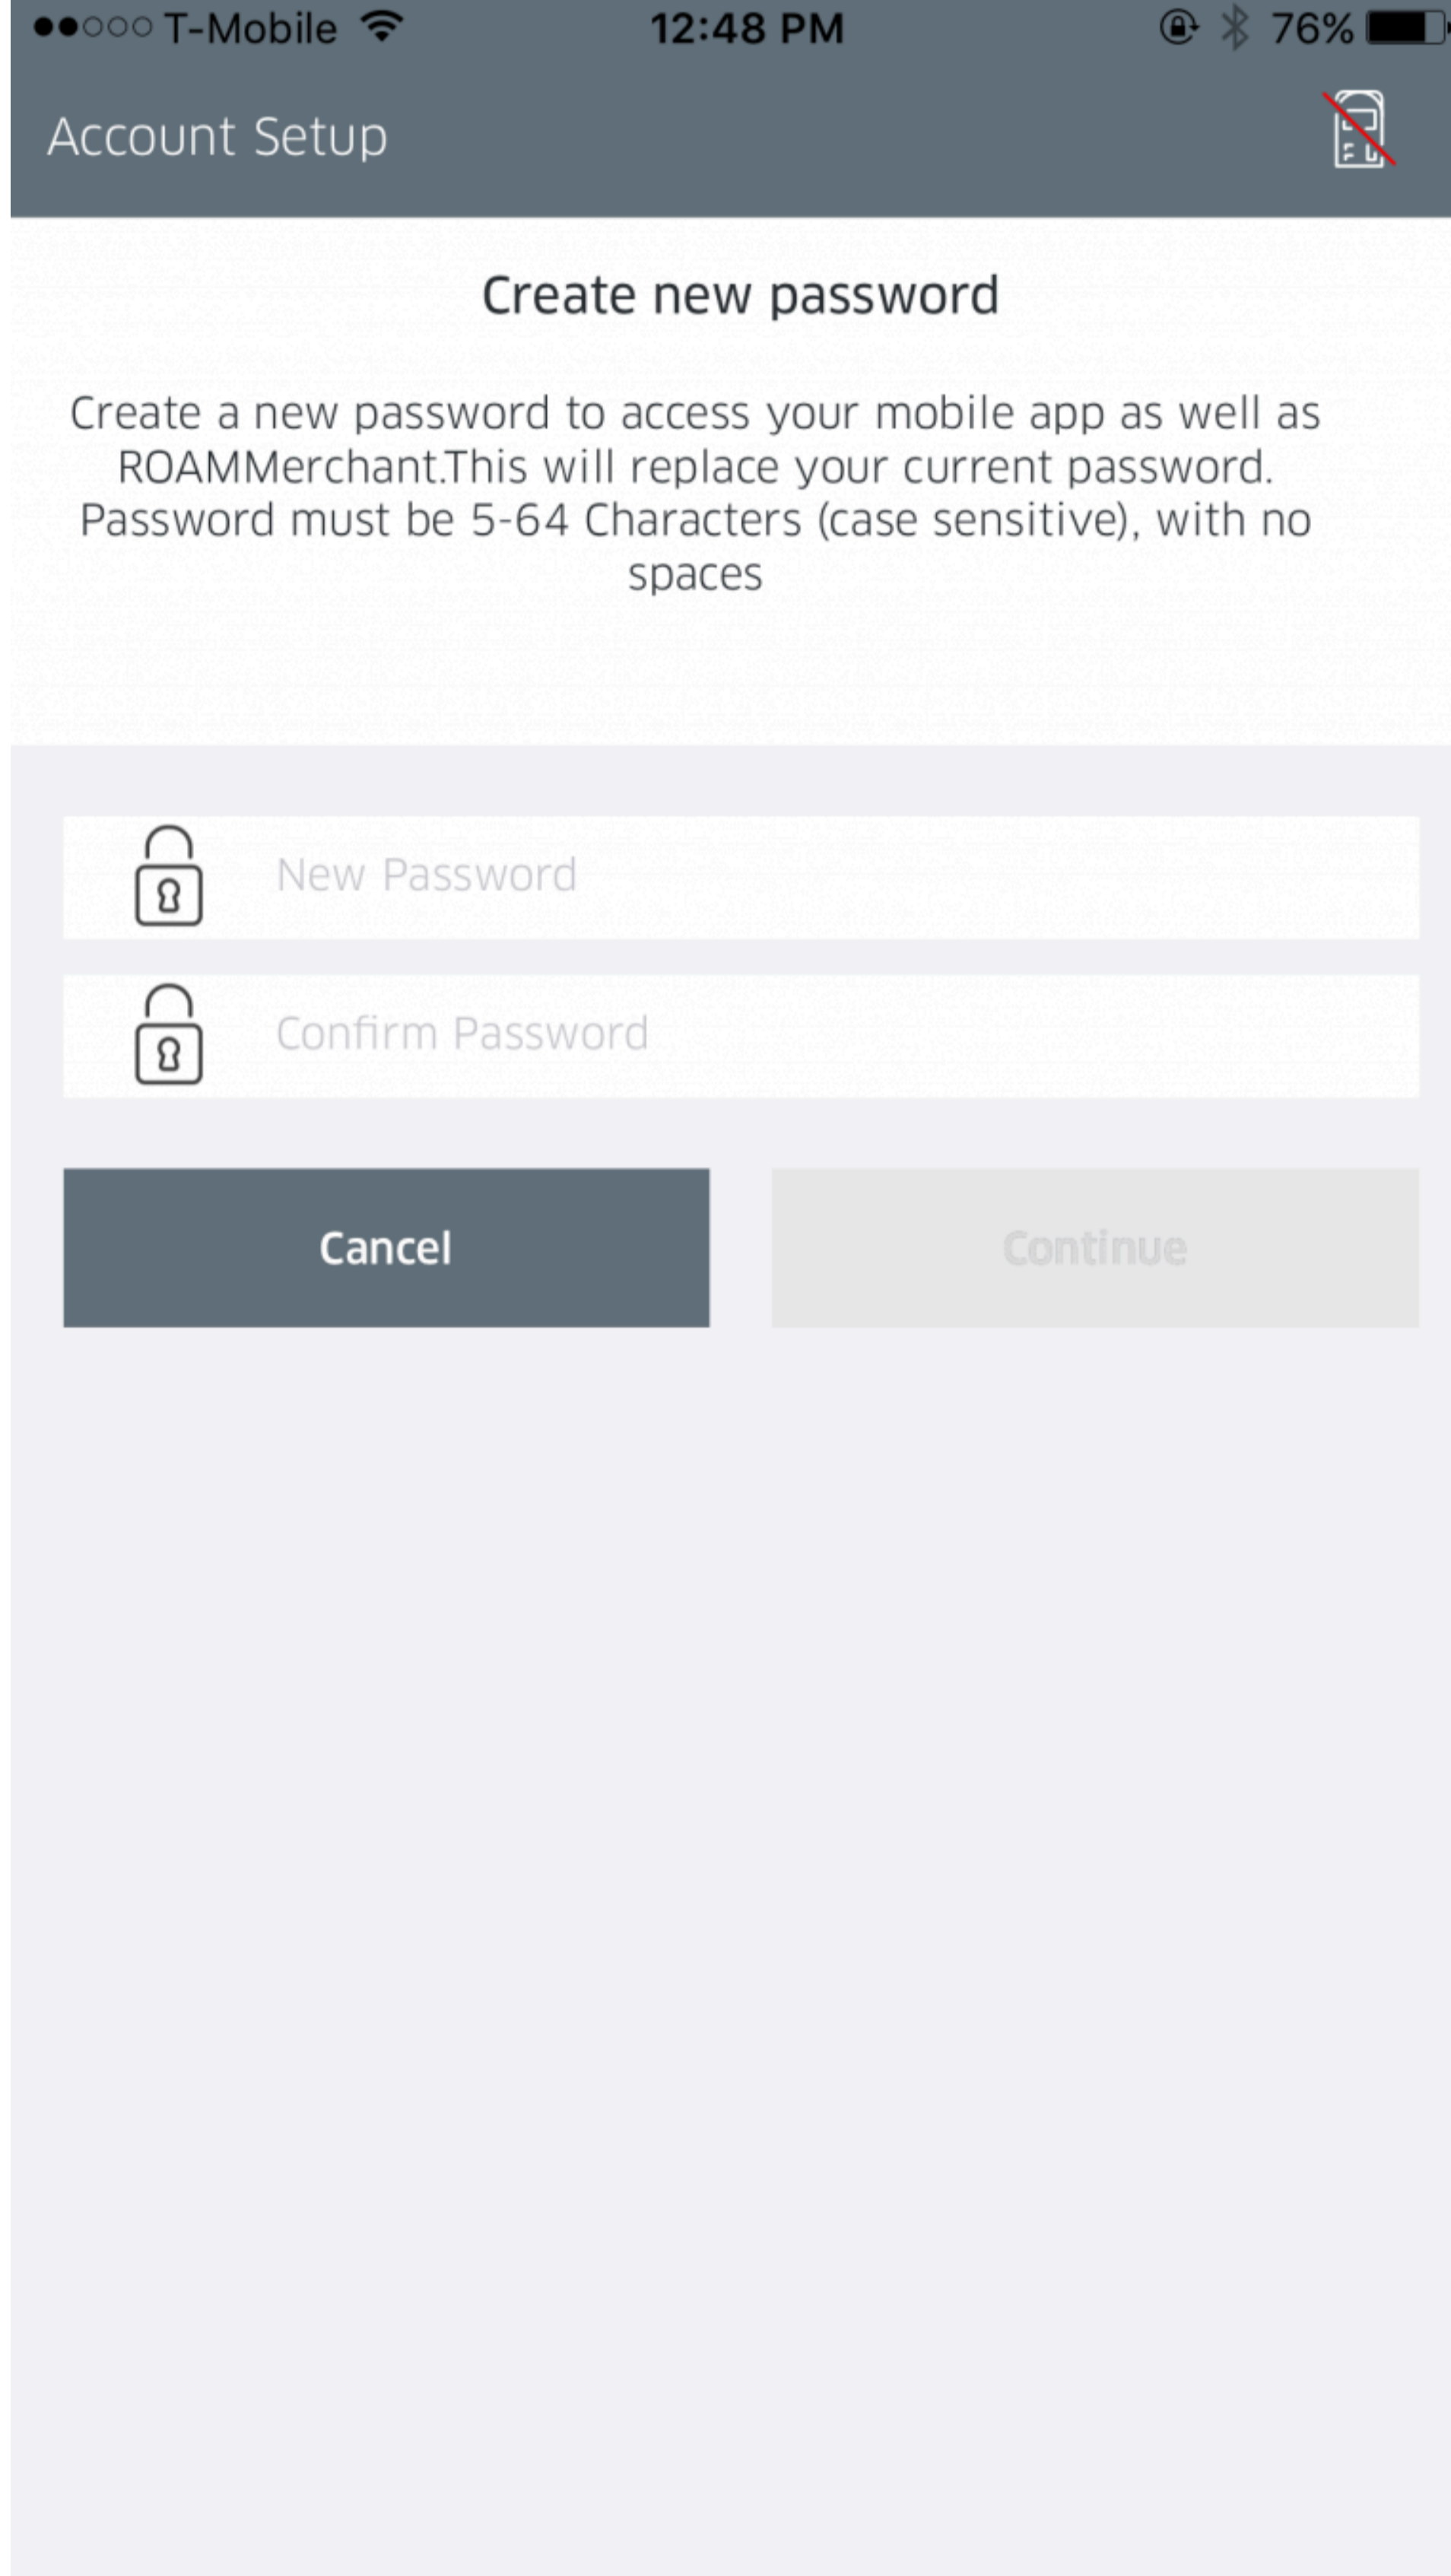 T-Mobile 12:48 PM 76%
Account Setup
Create new password
Create a new password to access your mobile app as well as
ROAMMerchant.This will replace your current password.
Password must be 5-64 Characters (case sensitive), with no
spaces
New Password
Confirm Password
Cancel Continue